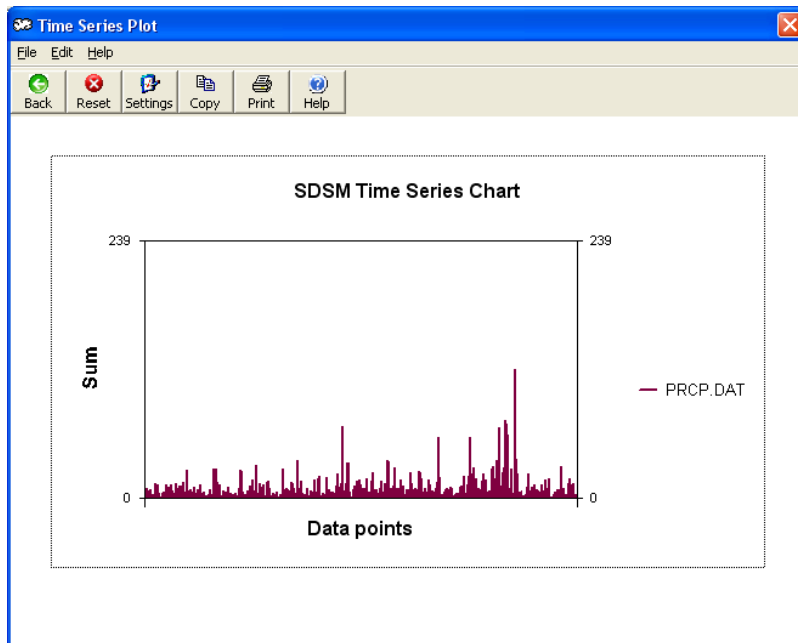 Time Series Plot
File Edit Help
Back Reset Settings Copy Print Help
SDSM Time Series Chart
239 239
Sum
PRCP.DAT
0 0
Data points